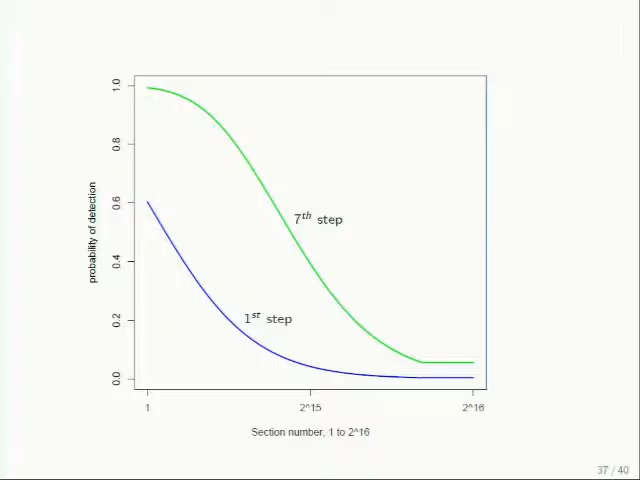 1.0
0.8
0.6
0.4
0.2
0.0
probability of detection
7th step
1st step
1
2^15
2^16
Section number, 1 to 2^16
37 / 40